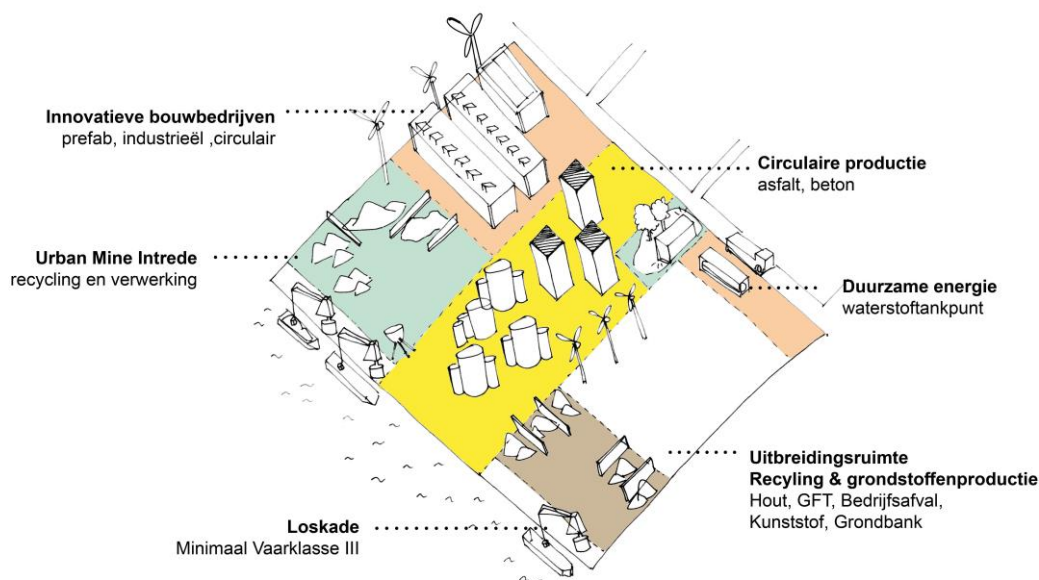 Innovatieve bouwbedrijven
prefab, industrieël ,circulair
Circulaire productie
asfalt, beton
Urban Mine Intrede
recycling en verwerking
Duurzame energie
waterstoftankpunt
Uitbreidingsruimte
Recyling & grondstoffenproductie
Hout, GFT, Bedrijfsafval,
Kunststof, Grondbank
Loskade
Minimaal Vaarklasse III